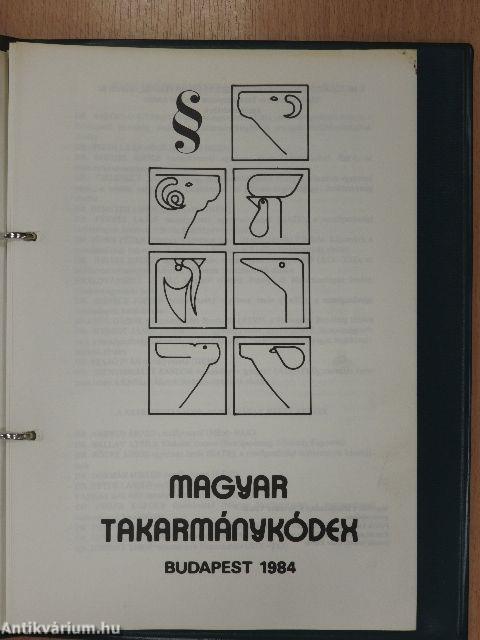 §
MAGYAR
TAKARMÁNYKÓDEX
BUDAPEST 1984
Antikvárium.hu